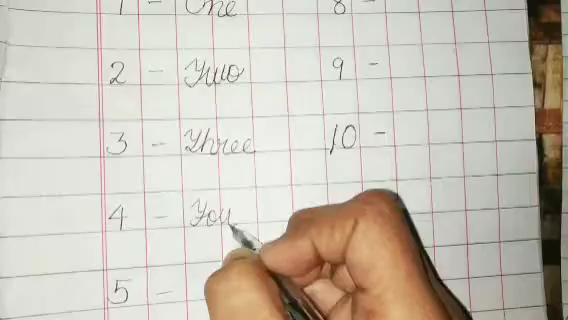 1 - One 8 -
2 - Two 9 -
3 - Three 10 -
4 - Fou
5 -